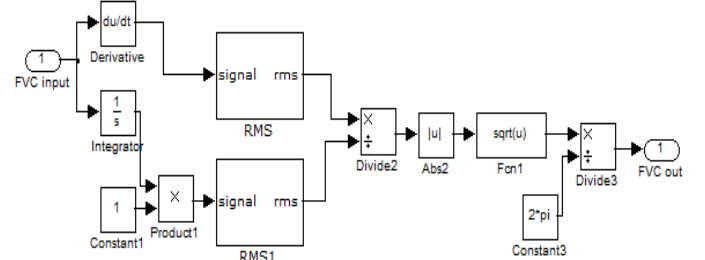 du/dt
Derivative
1
FVC input
1
s
Integrator
signal rms
RMS
1
Constant1
X
Product1
signal rms
RMS1
X
÷
Divide2
|u|
Abs2
sqrt(u)
Fcn1
X
÷
Divide3
1
FVC out
2*pi
Constant3